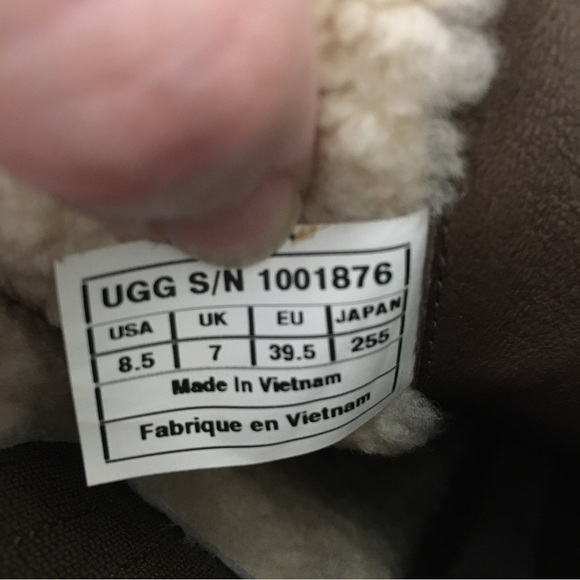 UGG S/N 1001876
USA UK EU JAPAN
8.5 7 39.5 255
Made In Vietnam
Fabrique en Vietnam